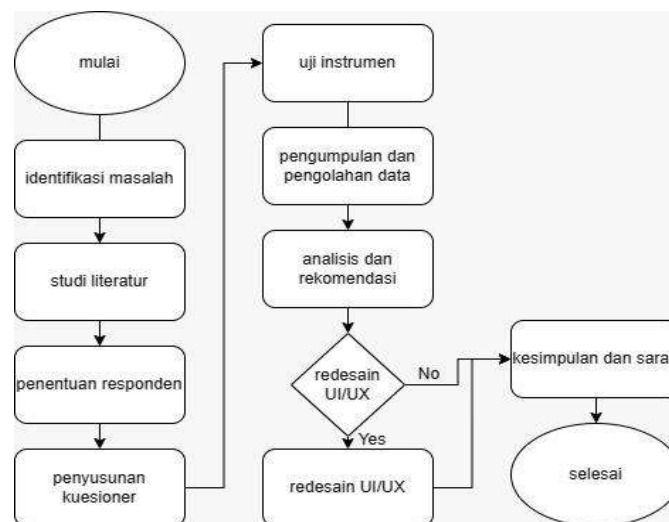 mulai
identifikasi masalah
studi literatur
penentuan responden
penyusunan
kuesioner
uji instrumen
pengumpulan dan
pengolahan data
analisis dan
rekomendasi
redesain
UI/UX
No
Yes
redesain UI/UX
kesimpulan dan sara
selesai